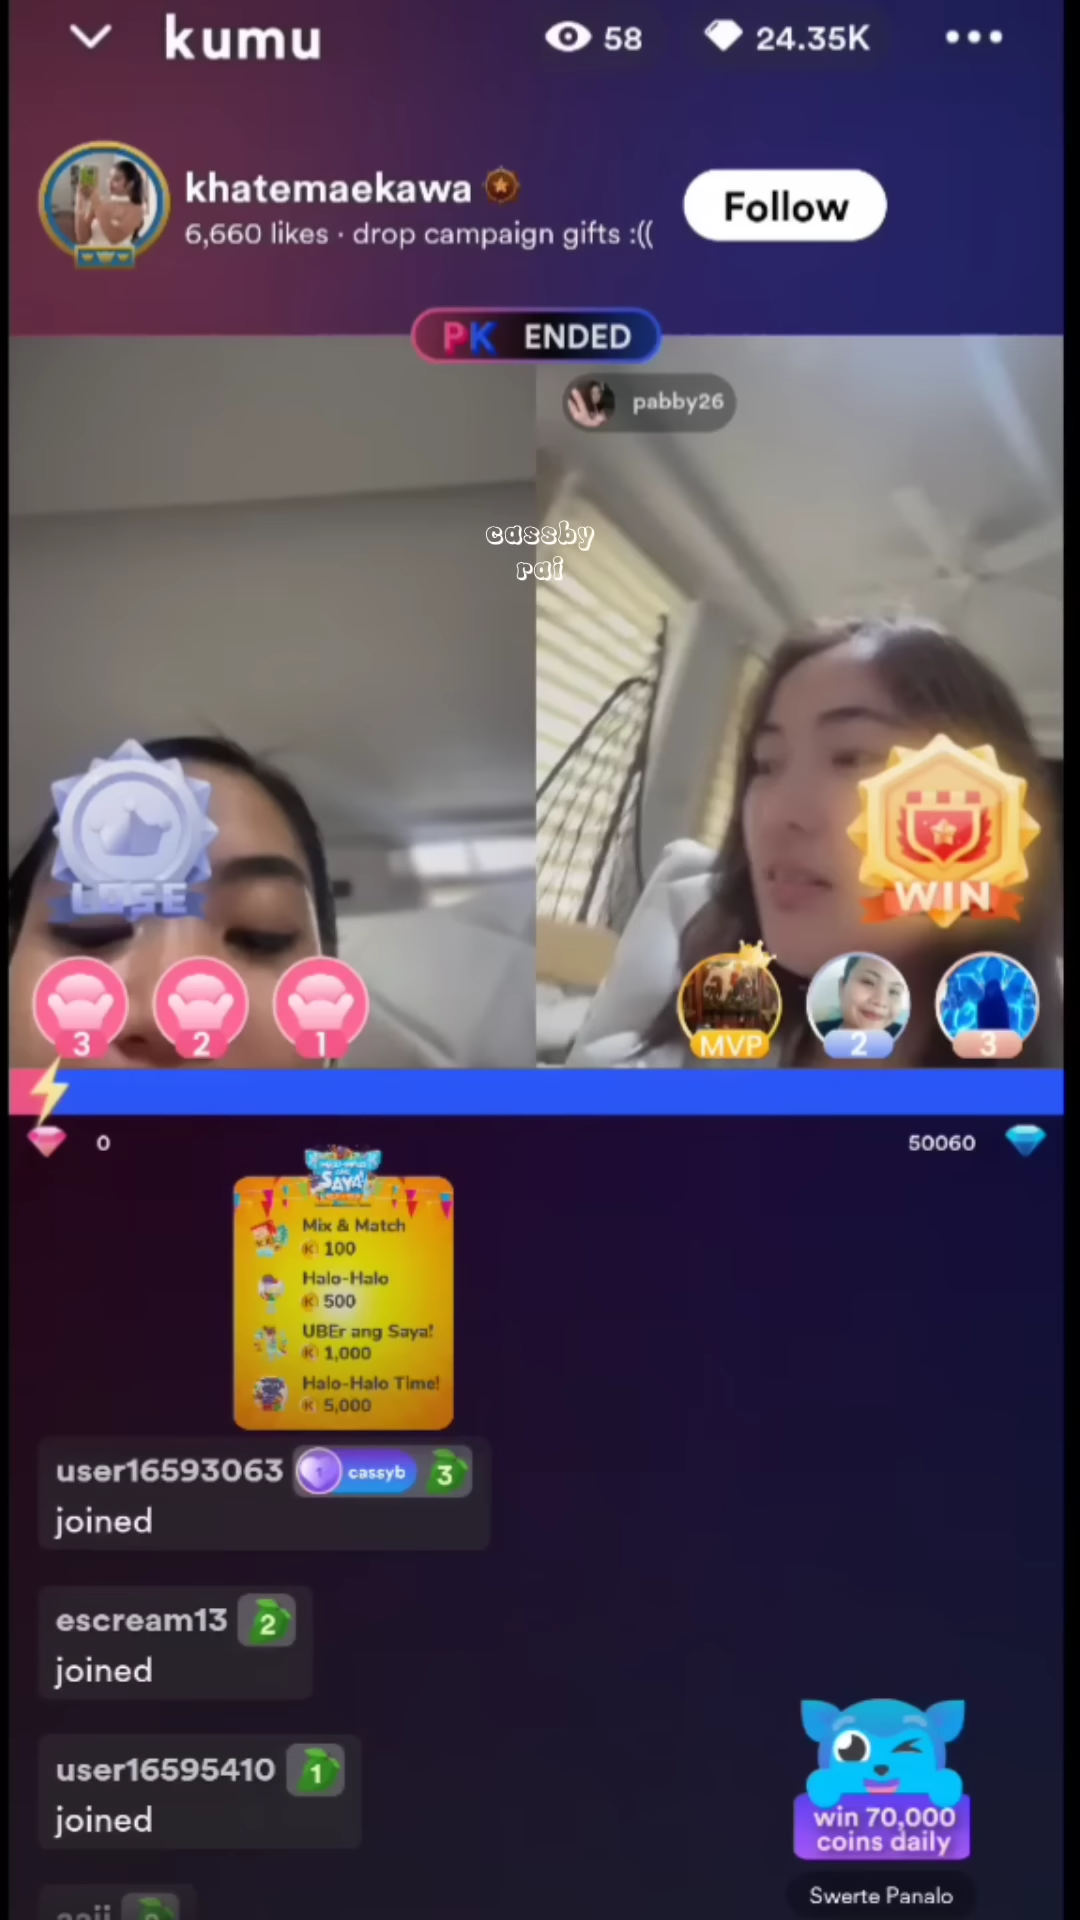 kumu
58
24.35K
khatemaekawa
6,660 likes · drop campaign gifts :((
Follow
PK ENDED
pabby26
cassby
rai
LOSE
WIN
3
2
1
MVP
2
3
0
50060
SAYA!
Mix & Match
K 100
Halo-Halo
K 500
UBEr ang Saya!
K 1,000
Halo-Halo Time!
K 5,000
user16593063 1 cassyb 3
joined
escream13 2
joined
user16595410 1
joined
win 70,000
coins daily
Swerte Panalo